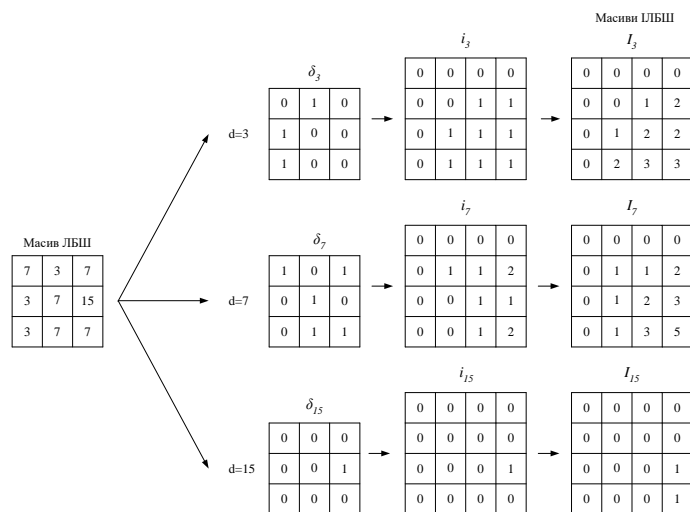 Масиви ІЛБШ
δ3 i3 I3
0 0 0 0 0 0 0 0
0 1 0 0 0 1 1 0 0 1 2
d=3 1 0 0 0 1 1 1 0 1 2 2
1 0 0 0 1 1 1 0 2 3 3
Масив ЛБШ
7 3 7
3 7 15
3 7 7
δ7 i7 I7
0 0 0 0 0 0 0 0
1 0 1 0 1 1 2 0 1 1 2
d=7 0 1 0 0 0 1 1 0 1 2 3
0 1 1 0 0 1 2 0 1 3 5
δ15 i15 I15
0 0 0 0 0 0 0 0
0 0 0 0 0 0 0 0 0 0 0
d=15 0 0 1 0 0 0 1 0 0 0 1
0 0 0 0 0 0 0 0 0 0 1